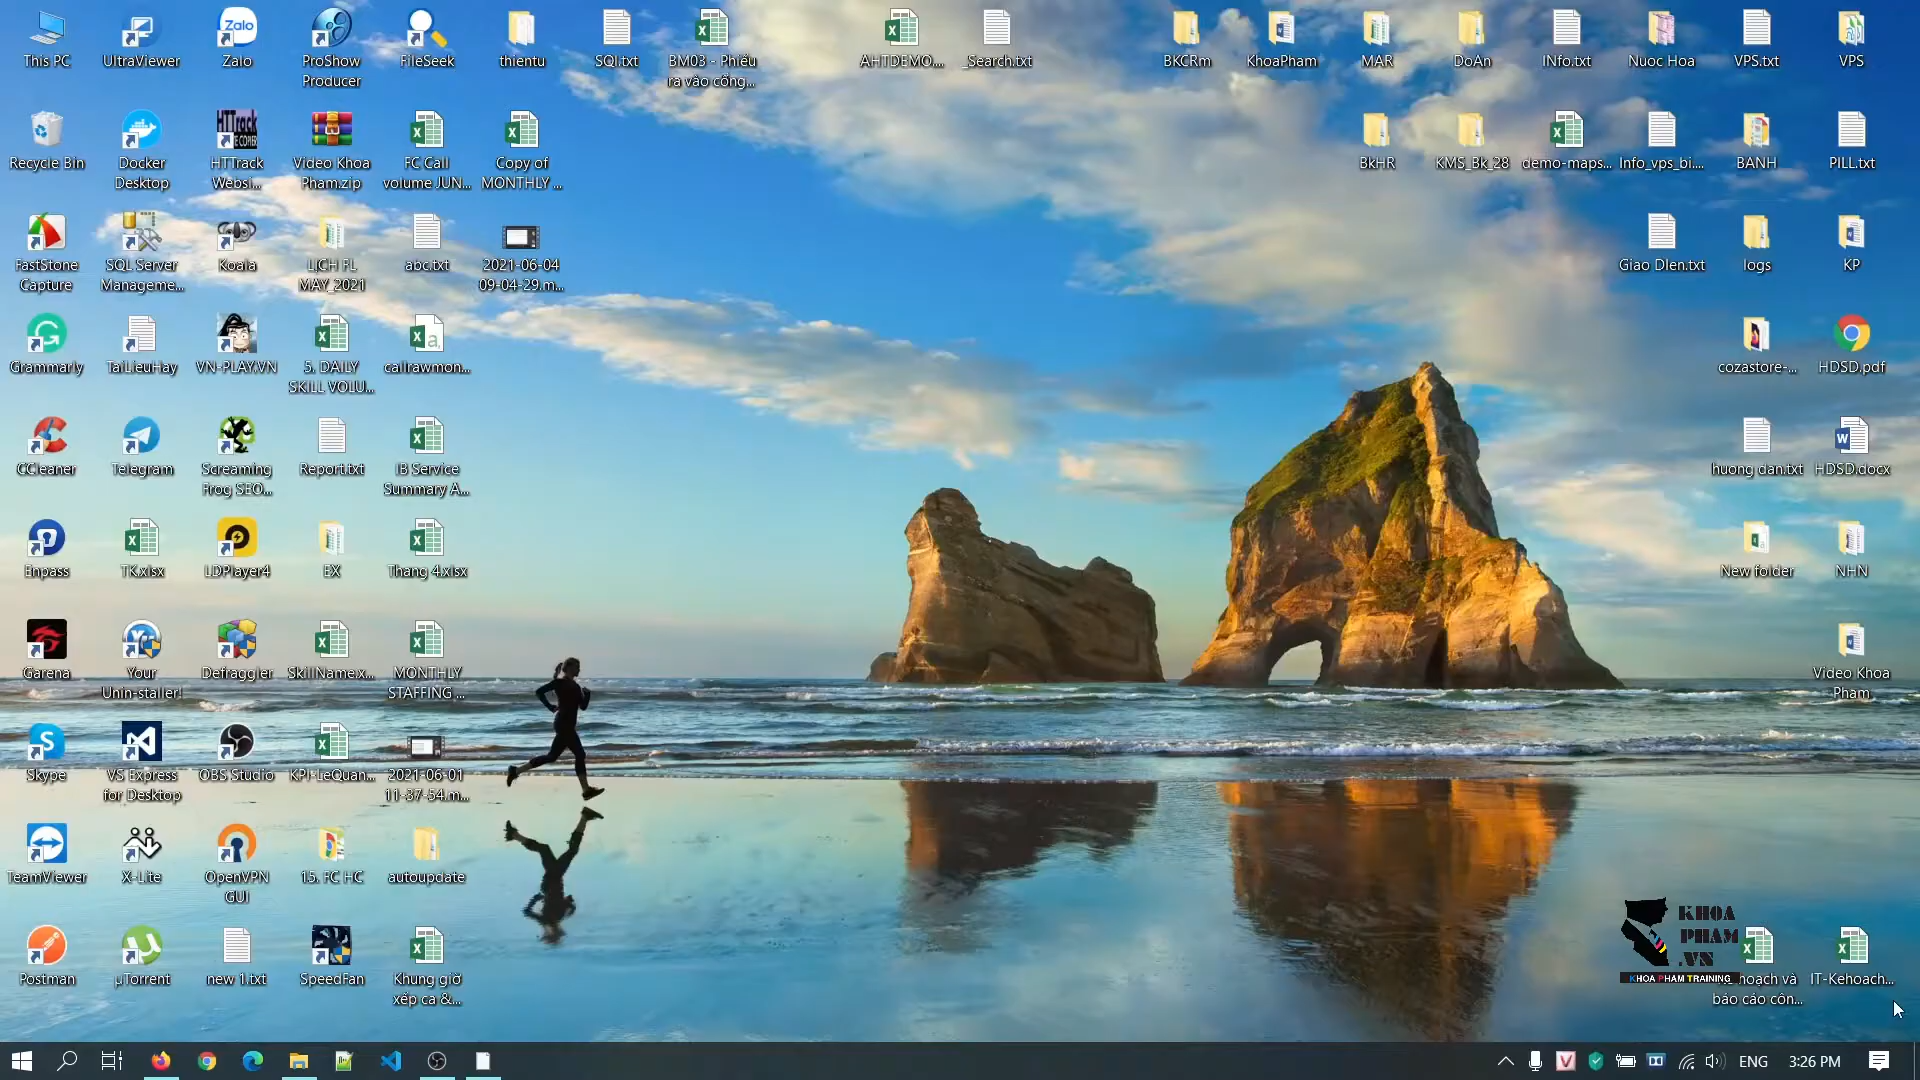 This PC
UltraViewer
Zalo
ProShow
Producer
FileSeek
thientu
SQl.txt
BM03 - Phiếu
ra vào cổng...
AHTDEMO...
_Search.txt
BKCRm
KhoaPham
MAR
DoAn
INfo.txt
Nuoc Hoa
VPS.txt
VPS
Recycle Bin
Docker
Desktop
HTTrack
Websi...
Video Khoa
Pham.zip
FC Call
volume JUN...
Copy of
MONTHLY ...
BkHR
KMS_Bk_28
demo-maps...
Info_vps_bi....
BANH
PILL.txt
FastStone
Capture
SQL Server
Manageme...
Koala
LICH FL
MAY_2021
abc.txt
2021-06-04
09-04-29.m...
Giao DIen.txt
logs
KP
Grammarly
TaiLieuHay
VN-PLAY.VN
5. DAILY
SKILL VOLU...
callrawmon...
cozastore-...
HDSD.pdf
CCleaner
Telegram
Screaming
Frog SEO...
Report.txt
IB Service
Summary A...
huong dan.txt
HDSD.docx
Enpass
TK.xlsx
LDPlayer4
EX
Thang 4.xlsx
New folder
NHN
Garena
Your
Unin-staller!
Defraggler
SkillName.x...
MONTHLY
STAFFING ...
Video Khoa
Pham
Skype
VS Express
for Desktop
OBS Studio
KPI-LeQuan...
2021-06-01
11-37-54.m...
TeamViewer
X-Lite
OpenVPN
GUI
15. FC HC
autoupdate
KHOA
PHAM
.VN
KHOA PHAM TRAINING
Postman
µTorrent
new 1.txt
SpeedFan
Khung giờ
xếp ca &...
hoạch và
báo cáo côn...
IT-Kehoach...
ENG
3:26 PM